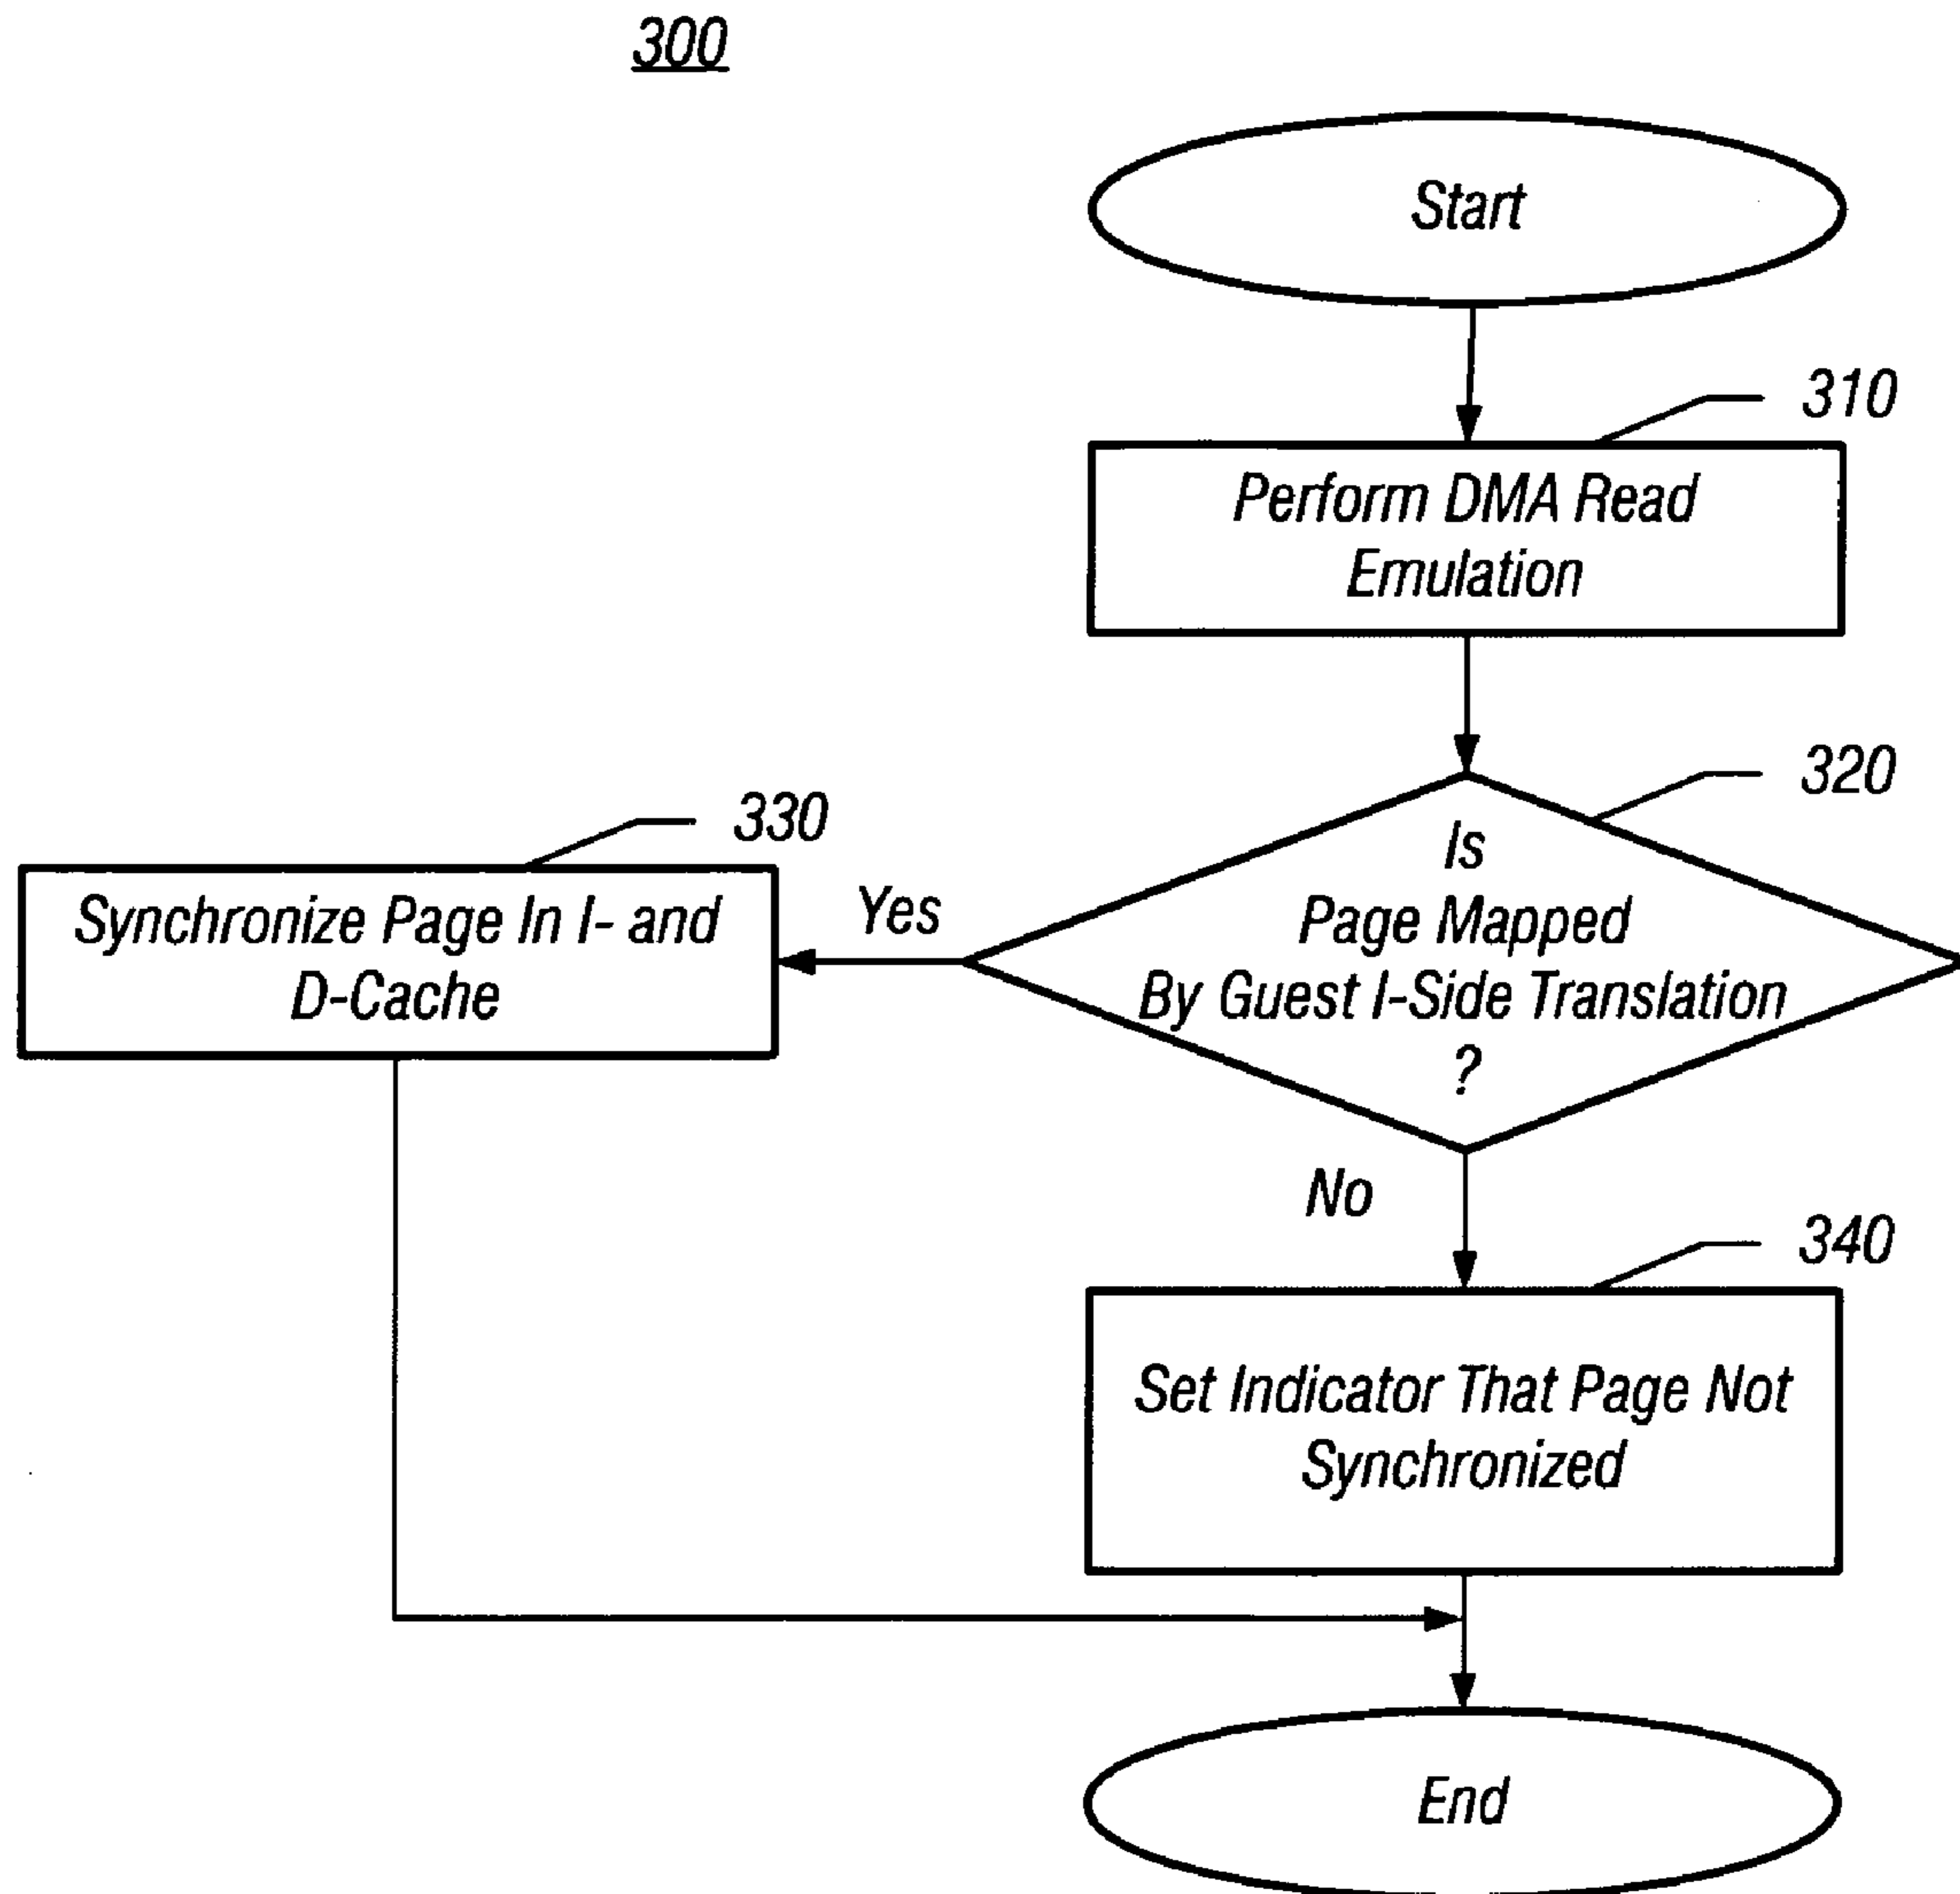 300
Start
310
Perform DMA Read
Emulation
320
Is
Page Mapped
By Guest I-Side Translation
?
330
Yes
Synchronize Page In I- and
D-Cache
No
340
Set Indicator That Page Not
Synchronized
End